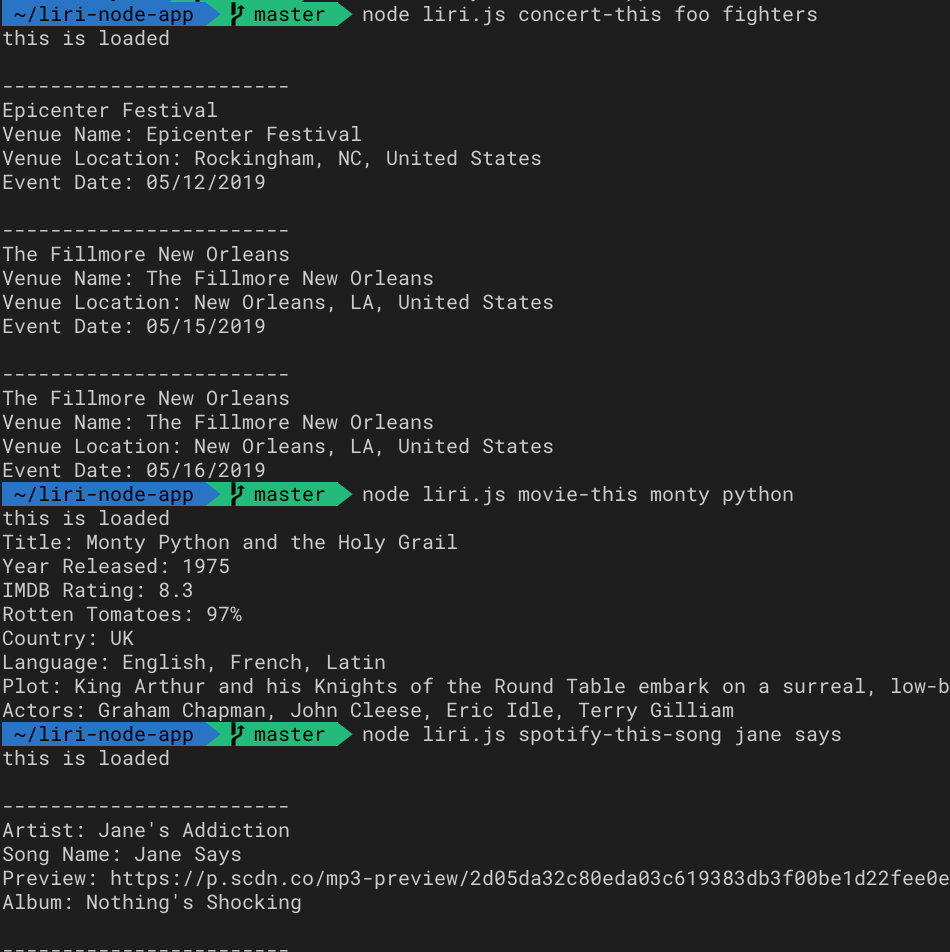 ~/liri-node-app master node liri.js concert-this foo fighters
this is loaded
------------------------
Epicenter Festival
Venue Name: Epicenter Festival
Venue Location: Rockingham, NC, United States
Event Date: 05/12/2019
------------------------
The Fillmore New Orleans
Venue Name: The Fillmore New Orleans
Venue Location: New Orleans, LA, United States
Event Date: 05/15/2019
------------------------
The Fillmore New Orleans
Venue Name: The Fillmore New Orleans
Venue Location: New Orleans, LA, United States
Event Date: 05/16/2019
~/liri-node-app master node liri.js movie-this monty python
this is loaded
Title: Monty Python and the Holy Grail
Year Released: 1975
IMDB Rating: 8.3
Rotten Tomatoes: 97%
Country: UK
Language: English, French, Latin
Plot: King Arthur and his Knights of the Round Table embark on a surreal, low-b
Actors: Graham Chapman, John Cleese, Eric Idle, Terry Gilliam
~/liri-node-app master node liri.js spotify-this-song jane says
this is loaded
------------------------
Artist: Jane's Addiction
Song Name: Jane Says
Preview: https://p.scdn.co/mp3-preview/2d05da32c80eda03c619383db3f00be1d22fee0e
Album: Nothing's Shocking
------------------------